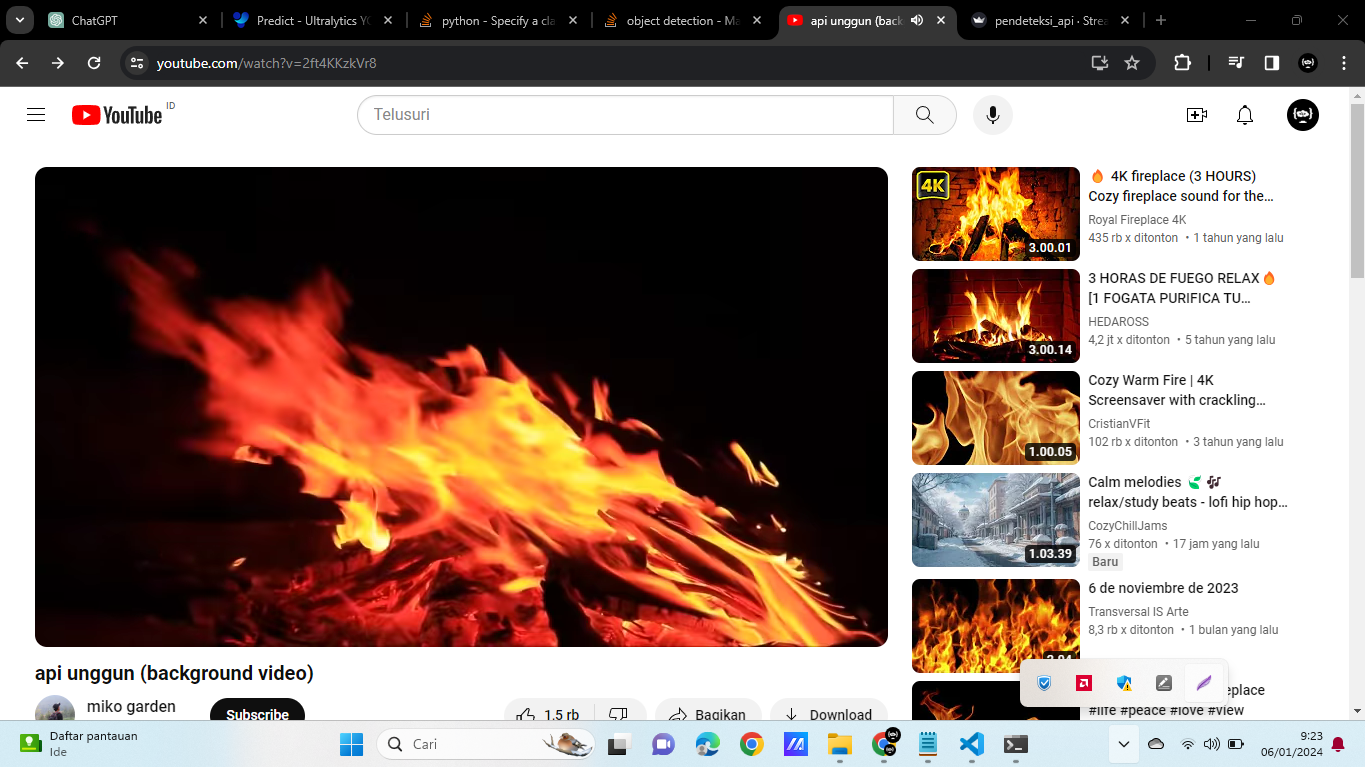 ChatGPT
Predict - Ultralytics YO
python - Specify a cla
object detection - Ma
api unggun (back
pendeteksi_api · Strea
youtube.com/watch?v=2ft4KKzkVr8
YouTube ID
Telusuri
4K
3.00.01
🔥 4K fireplace (3 HOURS)
Cozy fireplace sound for the…
Royal Fireplace 4K
435 rb x ditonton • 1 tahun yang lalu
3.00.14
3 HORAS DE FUEGO RELAX🔥
[1 FOGATA PURIFICA TU…
HEDAROSS
4,2 jt x ditonton • 5 tahun yang lalu
1.00.05
Cozy Warm Fire | 4K
Screensaver with crackling…
CristianVFit
102 rb x ditonton • 3 tahun yang lalu
1.03.39
Calm melodies 🍃 🎶
relax/study beats - lofi hip hop…
CozyChillJams
76 x ditonton • 17 jam yang lalu
Baru
6 de noviembre de 2023
Transversal IS Arte
8,3 rb x ditonton • 1 bulan yang lalu
#life #peace #love #view
api unggun (background video)
miko garden
Subscribe
1.5 rb
Bagikan
Download
Daftar pantauan
Ide
Cari
9:23
06/01/2024